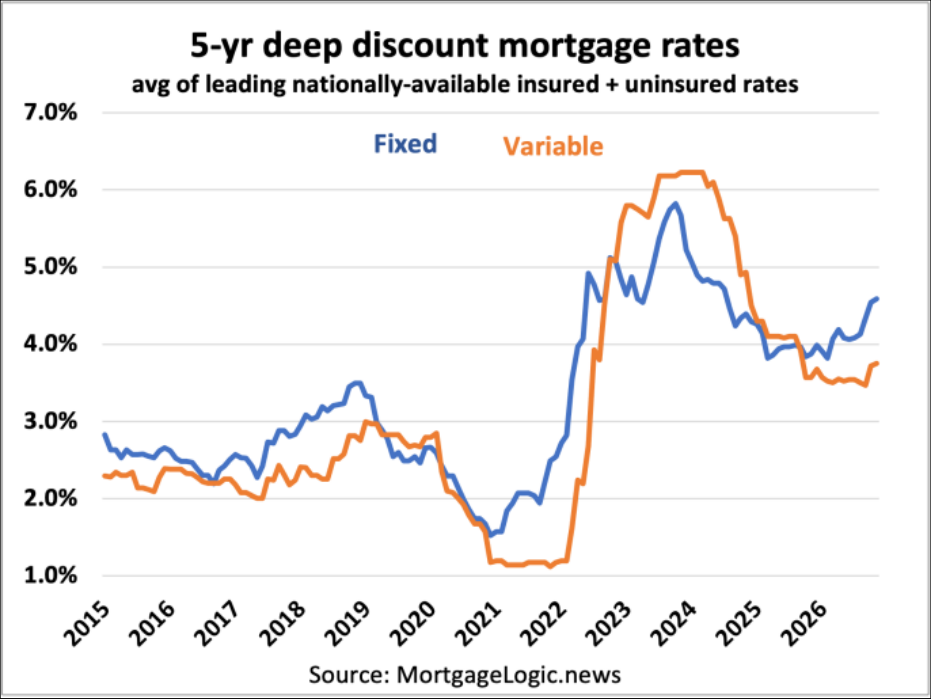 5-yr deep discount mortgage rates
avg of leading nationally-available insured + uninsured rates
7.0%
Fixed Variable
6.0%
5.0%
4.0%
3.0%
2.0%
1.0%
2015 2016 2017 2018 2019 2020 2021 2022 2023 2024 2025 2026
Source: MortgageLogic.news